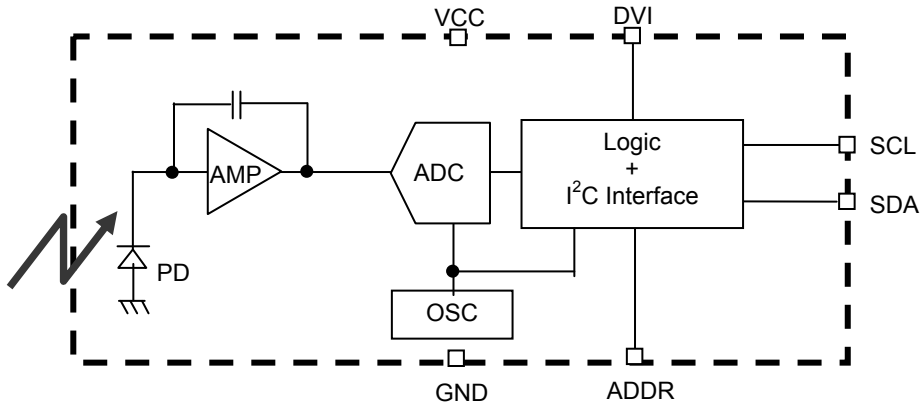 VCC
DVI
AMP
ADC
Logic
+
I²C Interface
SCL
SDA
PD
OSC
GND
ADDR